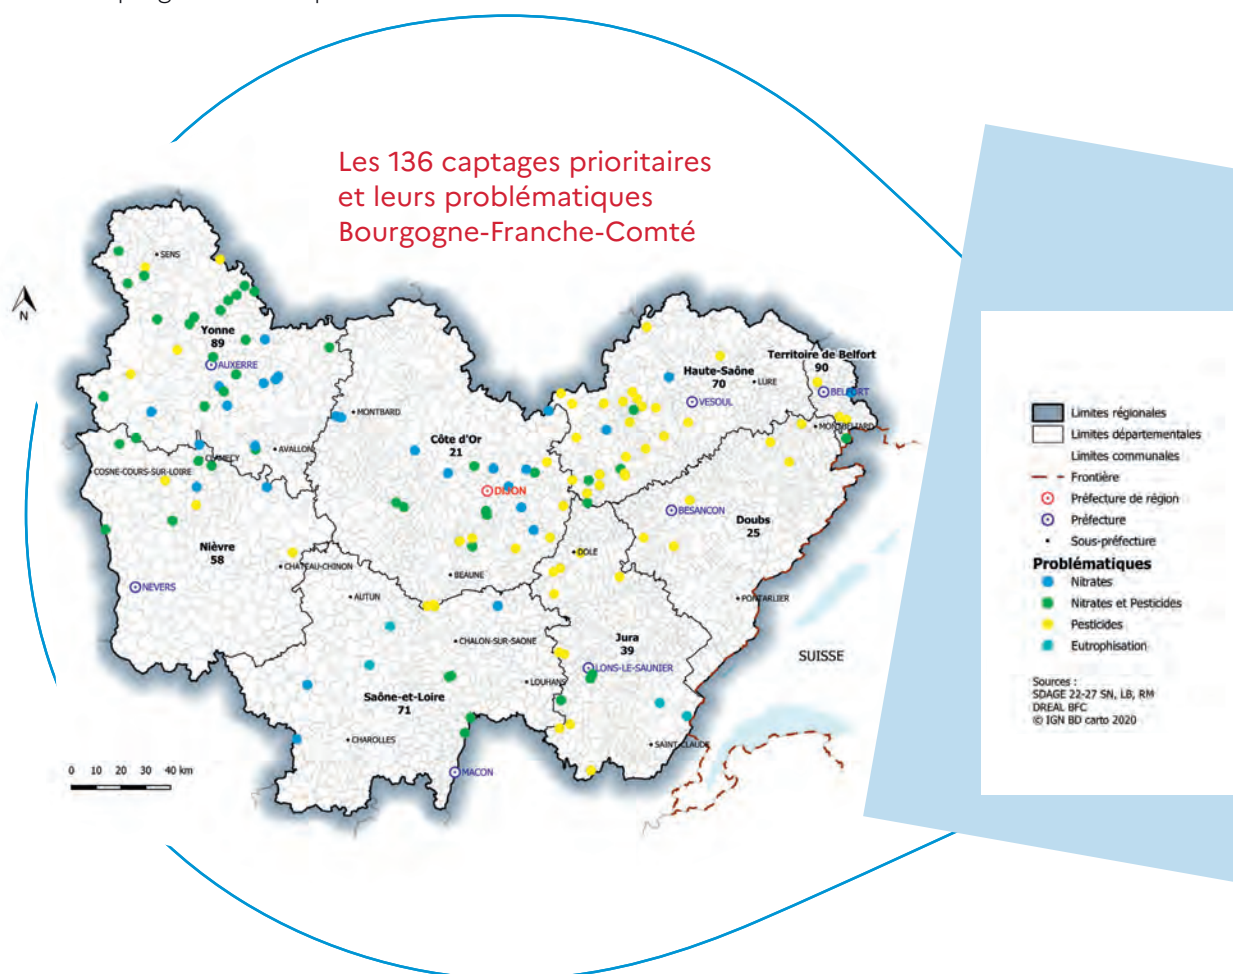 Les 136 captages prioritaires
et leurs problématiques
Bourgogne-Franche-Comté
N
SENS
Yonne
89
AUXERRE
MONTBARD
AVALLON
CLAMECY
COSNE-COURS-SUR-LOIRE
Côte d'Or
21
DIJON
BEAUNE
Haute-Saône
70
VESOUL
LURE
Territoire de Belfort
90
BELFORT
MONTBELIARD
BESANCON
Doubs
25
PONTARLIER
DOLE
Nièvre
58
NEVERS
CHATEAU-CHINON
AUTUN
CHALON-SUR-SAONE
LOUHANS
Saône-et-Loire
71
CHAROLLES
MACON
Jura
39
LONS-LE-SAUNIER
SAINT-CLAUDE
SUISSE
0 10 20 30 40 km
Limites régionales
Limites départementales
Limites communales
Frontière
Préfecture de région
Préfecture
Sous-préfecture
Problématiques
Nitrates
Nitrates et Pesticides
Pesticides
Eutrophisation
Sources :
SDAGE 22-27 SN, LB, RM
DREAL BFC
© IGN BD carto 2020